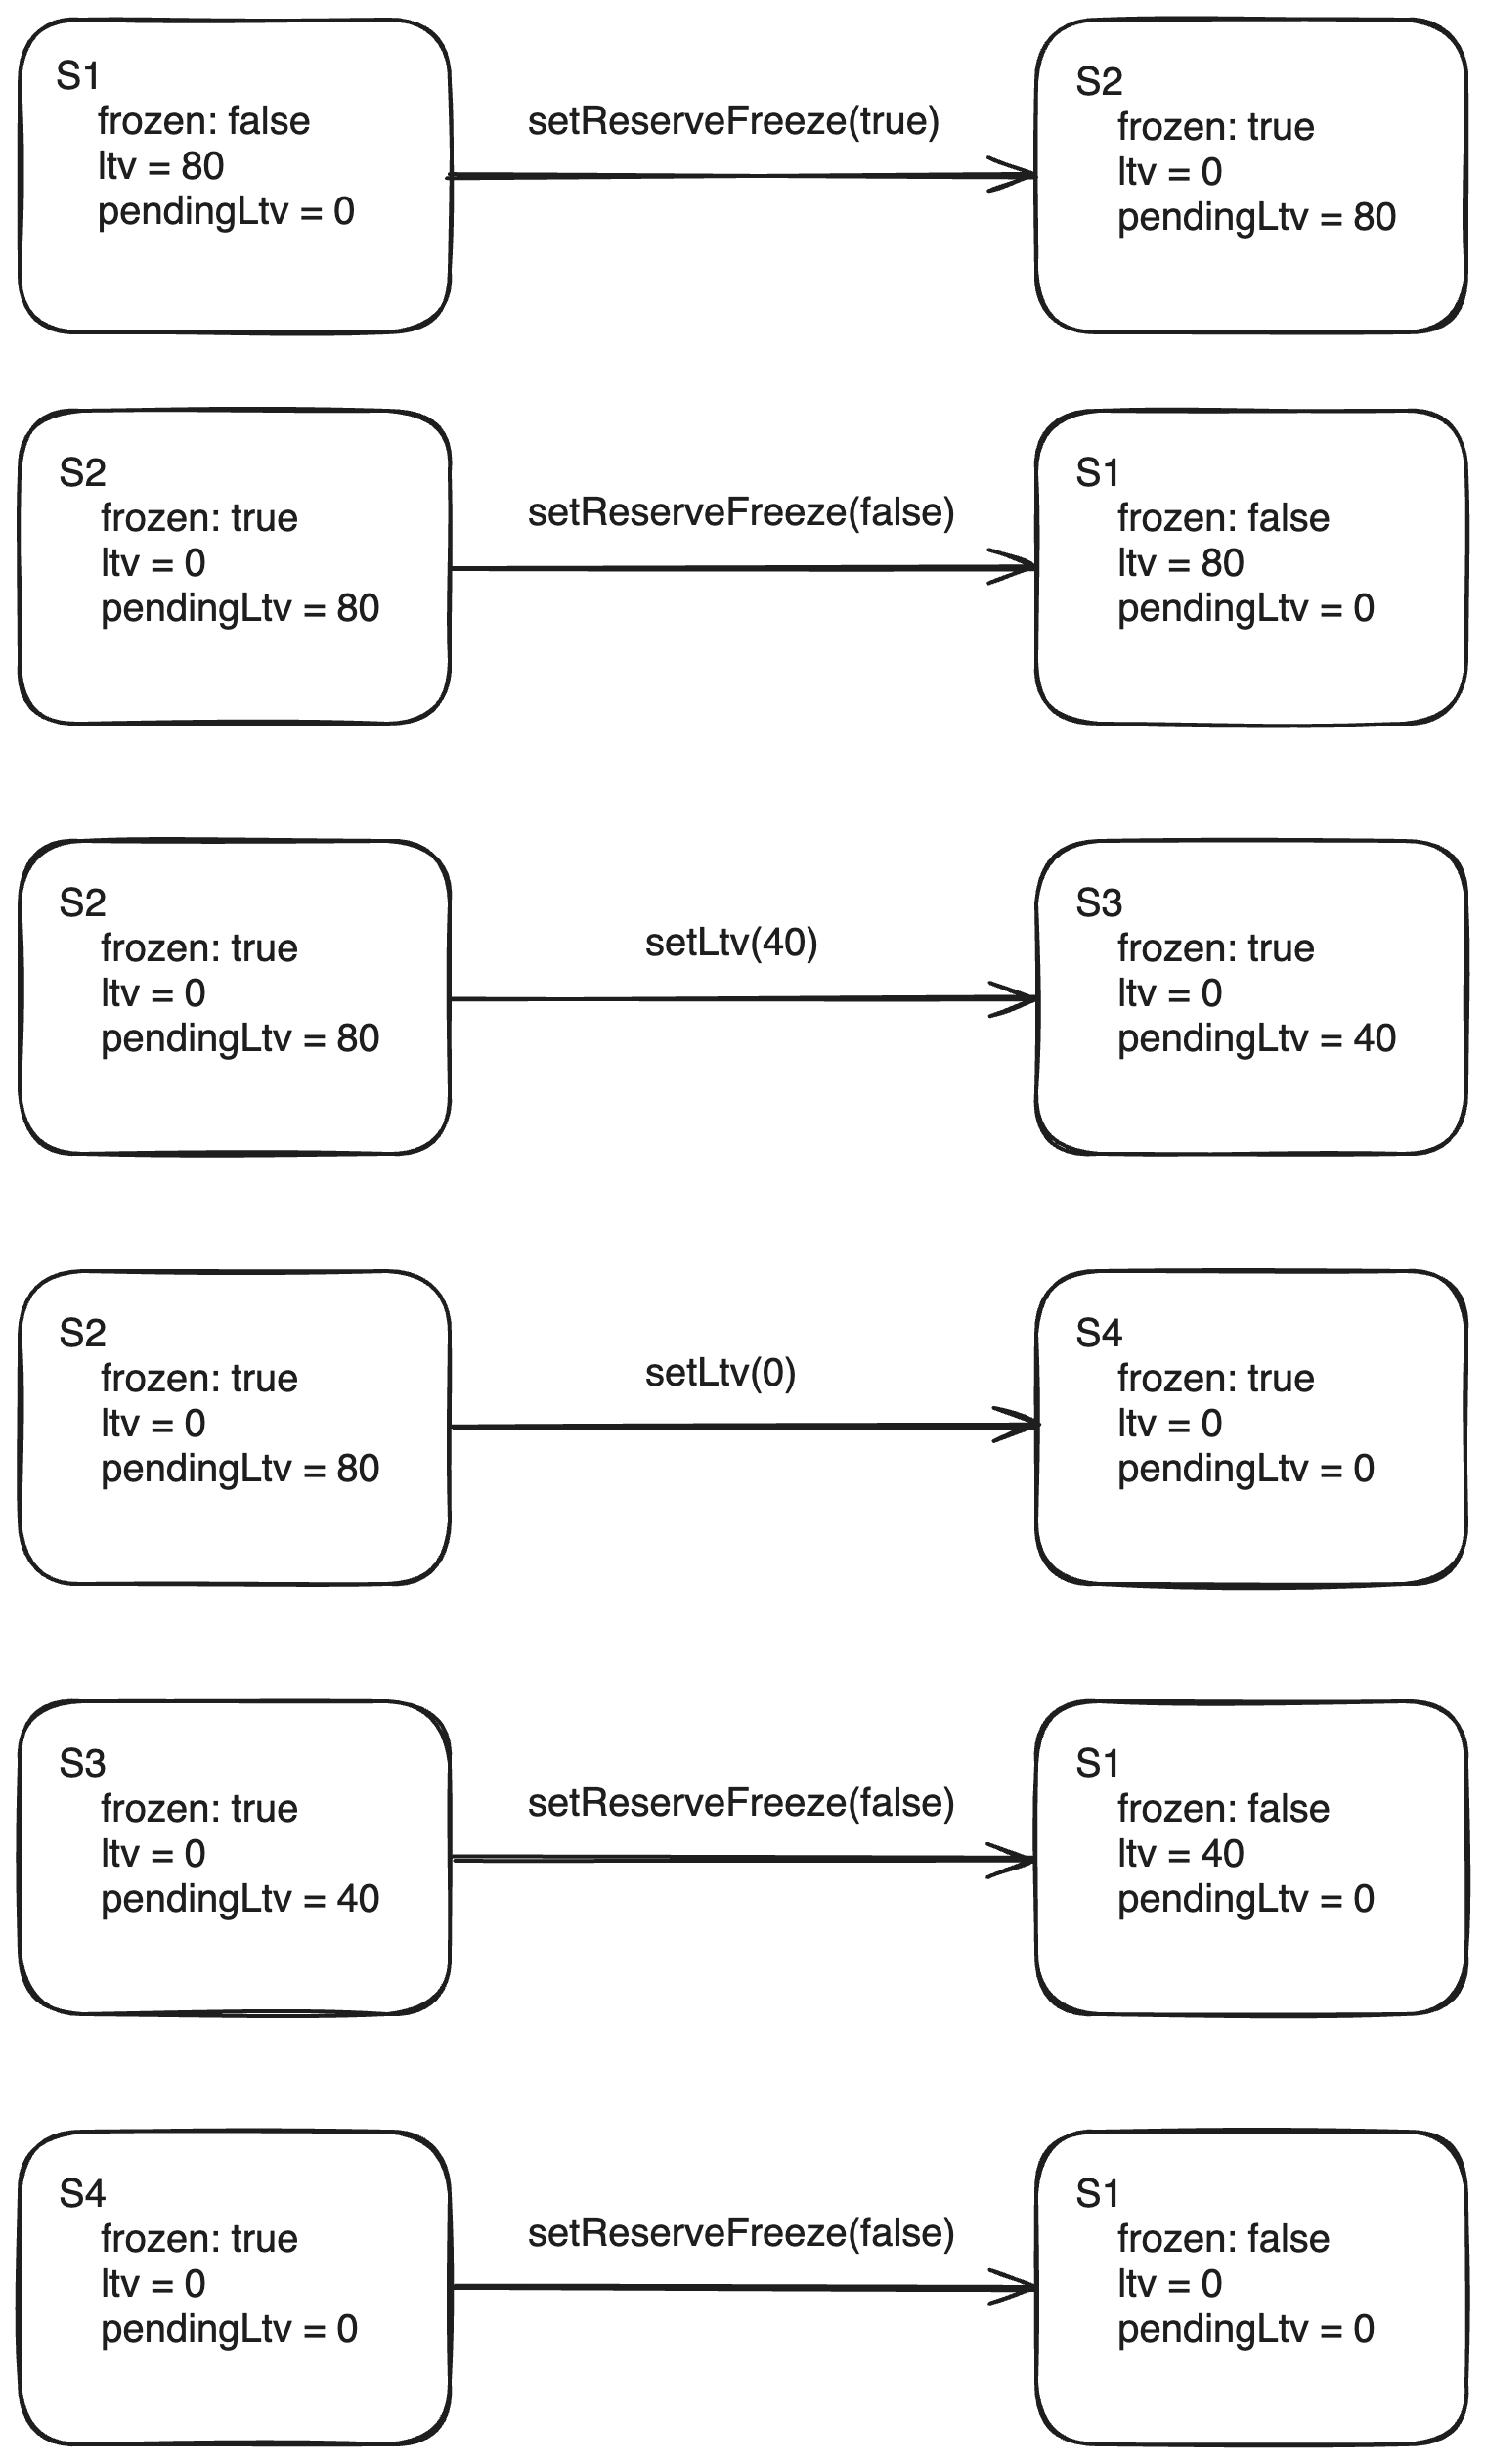 S1
frozen: false
ltv = 80
pendingLtv = 0
setReserveFreeze(true)
S2
frozen: true
ltv = 0
pendingLtv = 80
S2
frozen: true
ltv = 0
pendingLtv = 80
setReserveFreeze(false)
S1
frozen: false
ltv = 80
pendingLtv = 0
S2
frozen: true
ltv = 0
pendingLtv = 80
setLtv(40)
S3
frozen: true
ltv = 0
pendingLtv = 40
S2
frozen: true
ltv = 0
pendingLtv = 80
setLtv(0)
S4
frozen: true
ltv = 0
pendingLtv = 0
S3
frozen: true
ltv = 0
pendingLtv = 40
setReserveFreeze(false)
S1
frozen: false
ltv = 40
pendingLtv = 0
S4
frozen: true
ltv = 0
pendingLtv = 0
setReserveFreeze(false)
S1
frozen: false
ltv = 0
pendingLtv = 0